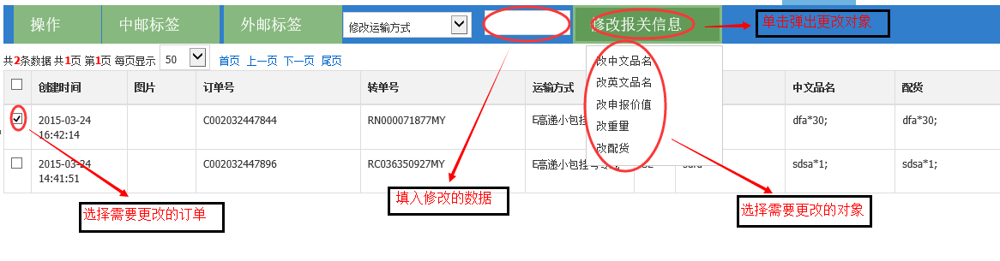 操作 中邮标签 外邮标签 修改运输方式 修改报关信息 单击弹出更改对象
共2条数据 共1页 第1页 每页显示 50 首页 上一页 下一页 尾页
改中文品名
改英文品名
改申报价值
改重量
改配货
创建时间 图片 订单号 转单号 运输方式 中文品名 配货
2015-03-24 16:42:14 C002032447844 RN000071877MY E高递小包挂 dfa*30; dfa*30;
2015-03-24 14:41:51 C002032447896 RC036350927MY E高递小包挂 sdsa*1; sdsa*1;
选择需要更改的订单
填入修改的数据
选择需要更改的对象